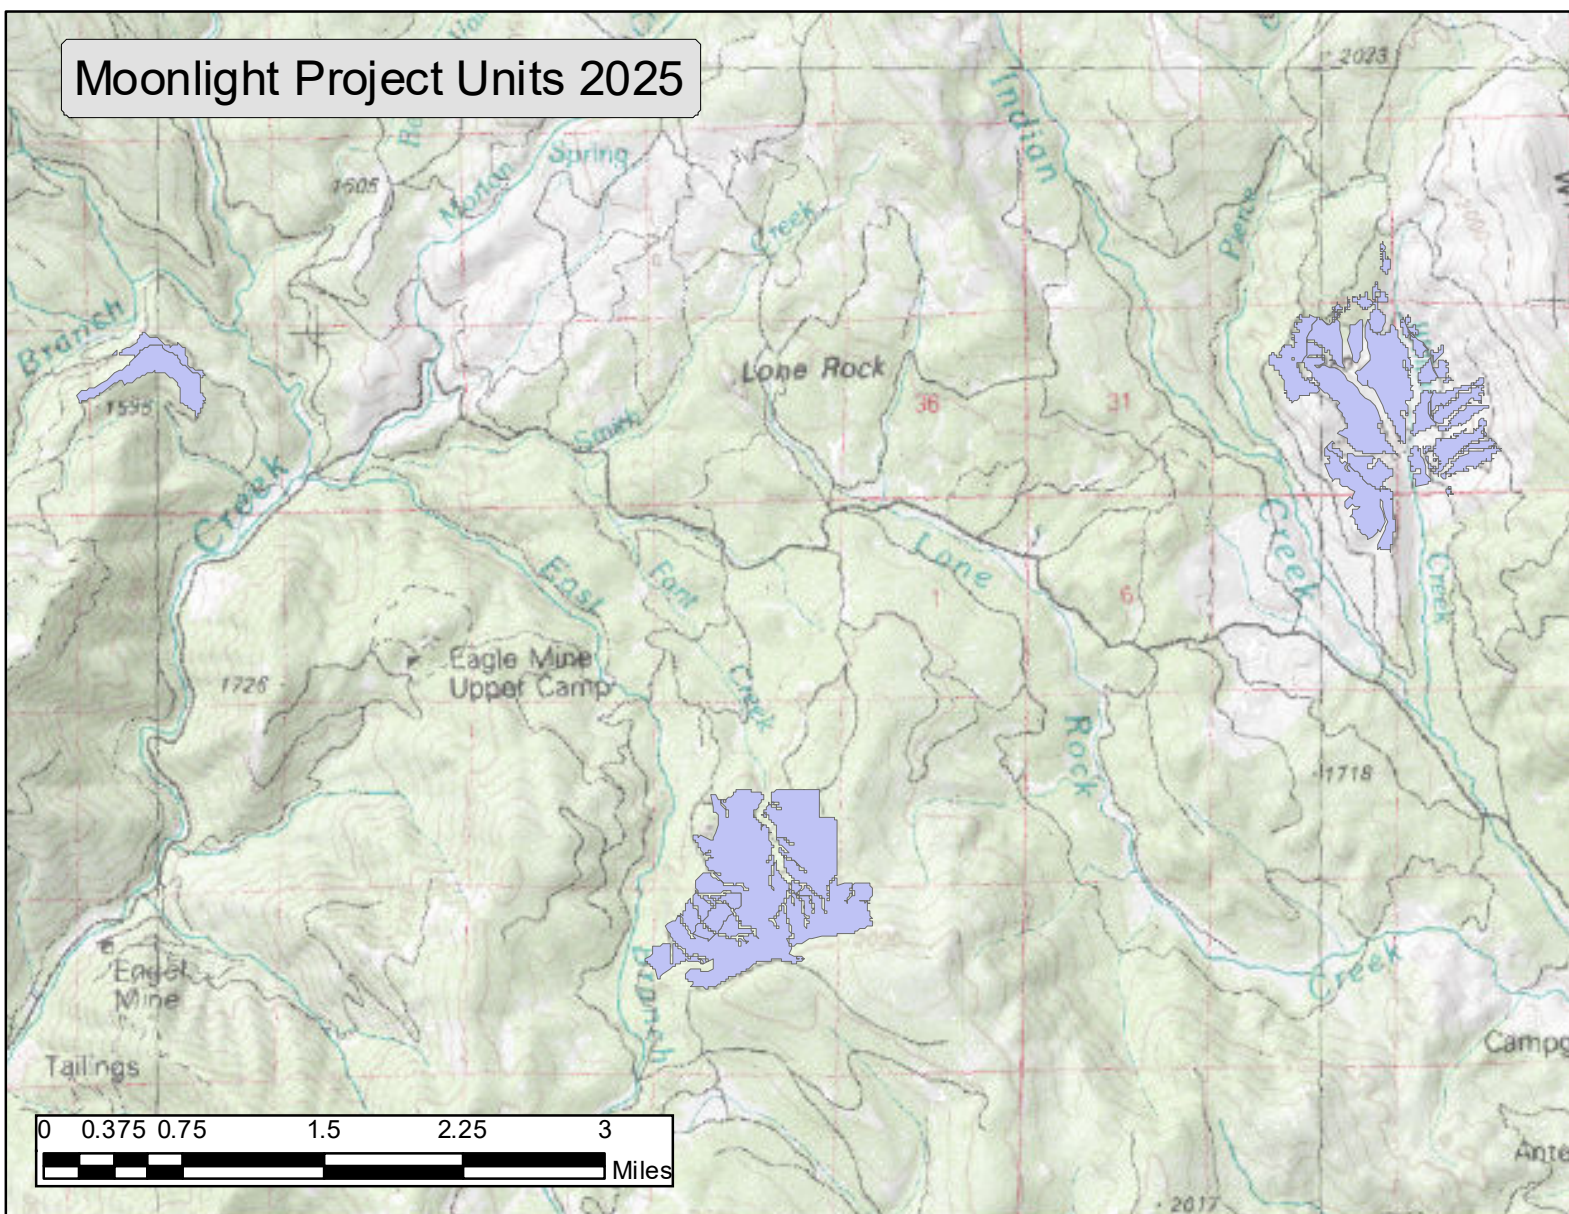 Moonlight Project Units 2025
2023
Indian
Spring
Morton
1605
Creek
Pierce
Branch
Lone Rock
36
31
1595
Smith
Creek
Creek
Lone
East
East
1
6
Creek
Eagle Mine
Upper Camp
1726
Creek
Rock
1718
Branch
Creek
Engel
Mine
Tailings
Campg
Ante
0 0.375 0.75 1.5 2.25 3
Miles
2017